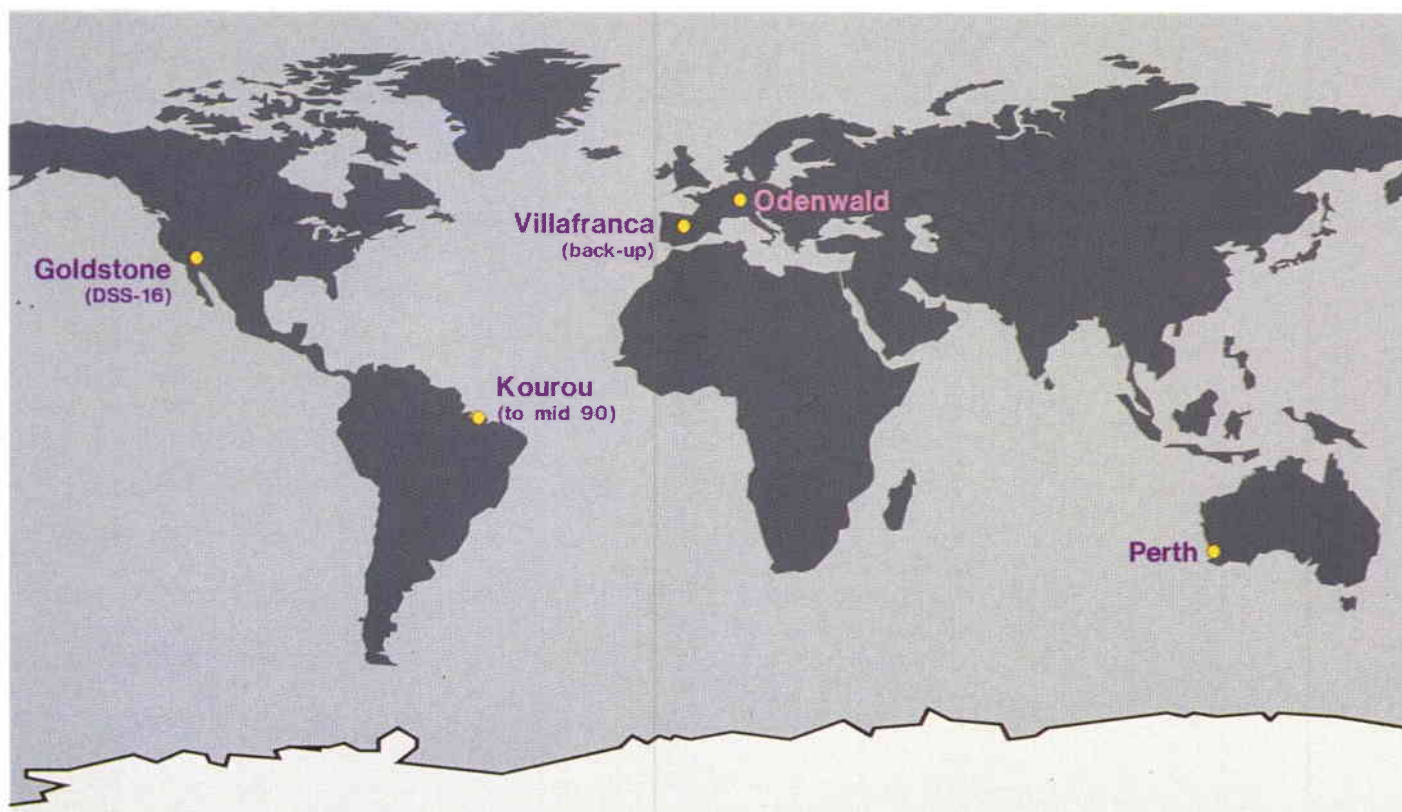 Odenwald
Villafranca
(back-up)
Goldstone
(DSS-16)
Kourou
(to mid 90)
Perth